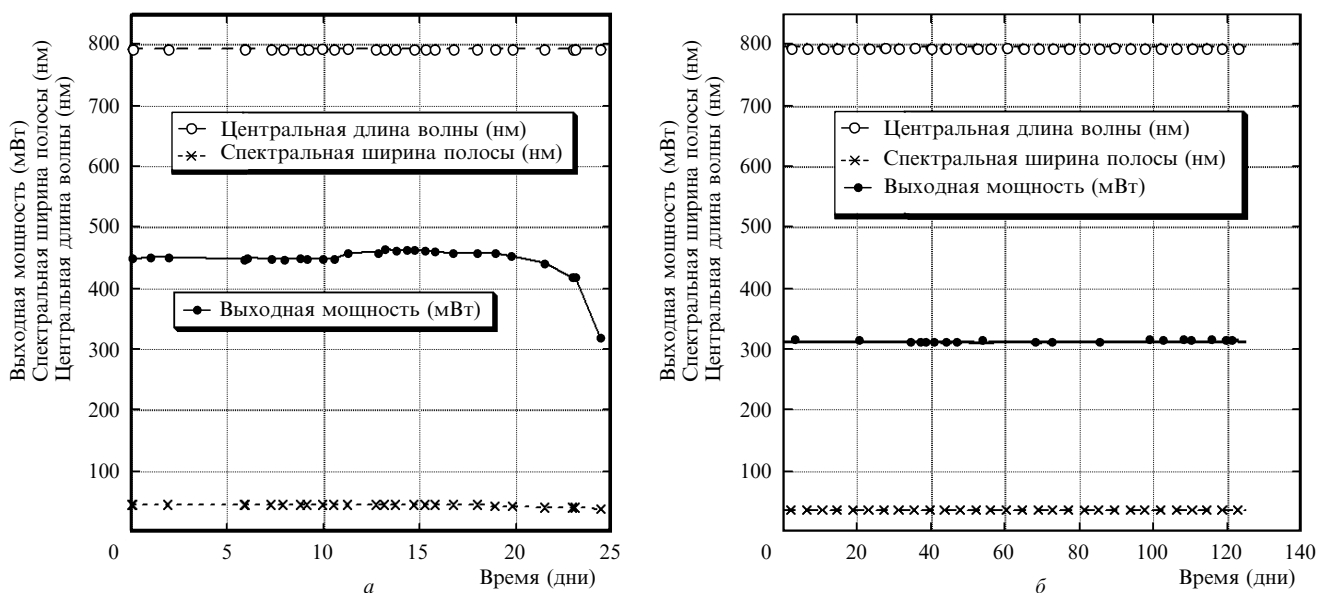 Выходная мощность (мВт)
Спектральная ширина полосы (нм)
Центральная длина волны (нм)
800
700
600
500
400
300
200
100
0
5
10
15
20
25
Центральная длина волны (нм)
Спектральная ширина полосы (нм)
Выходная мощность (мВт)
Время (дни)
а
Выходная мощность (мВт)
Спектральная ширина полосы (нм)
Центральная длина волны (нм)
800
700
600
500
400
300
200
100
0
20
40
60
80
100
120
140
Центральная длина волны (нм)
Спектральная ширина полосы (нм)
Выходная мощность (мВт)
Время (дни)
б